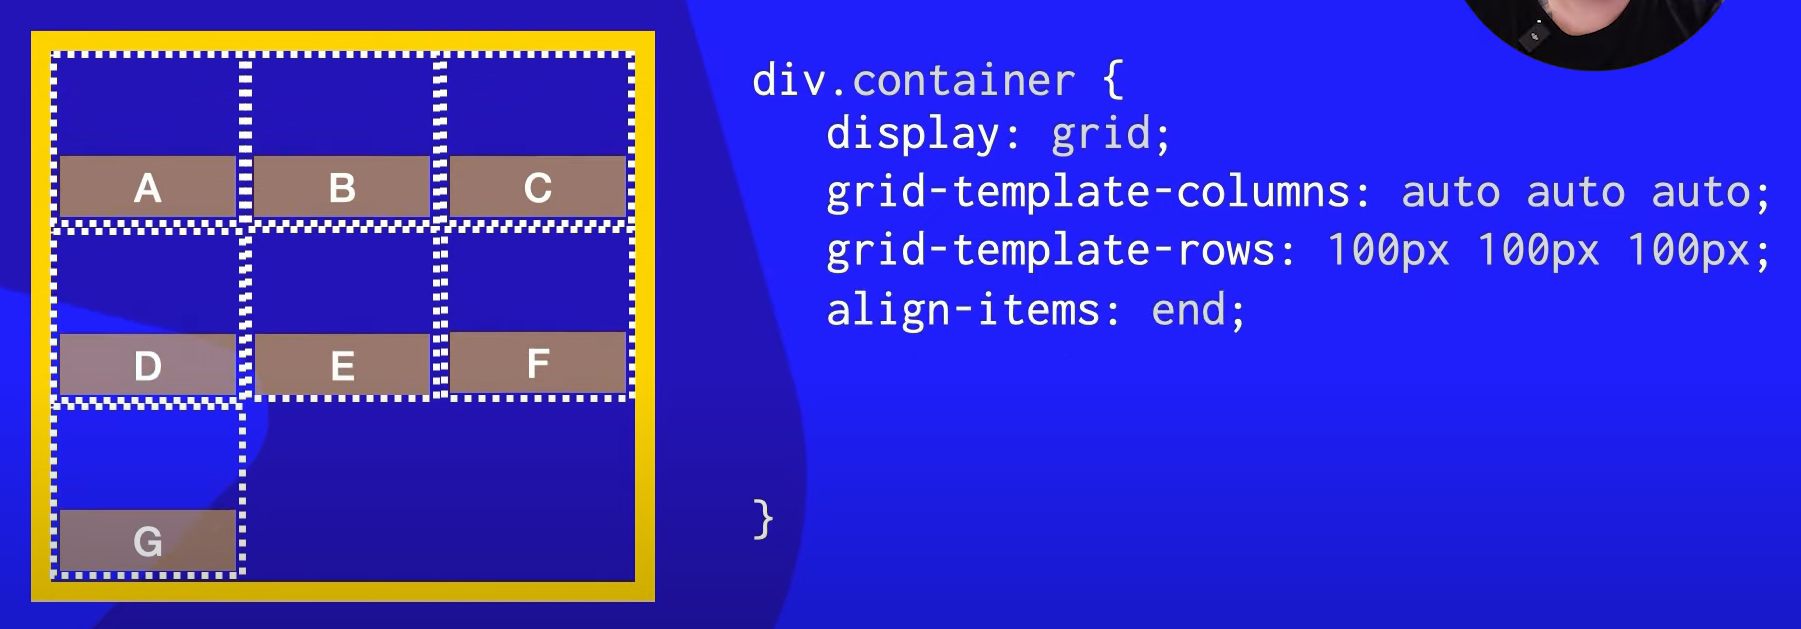 A B C
D E F
G
div.container {
display: grid;
grid-template-columns: auto auto auto;
grid-template-rows: 100px 100px 100px;
align-items: end;
}